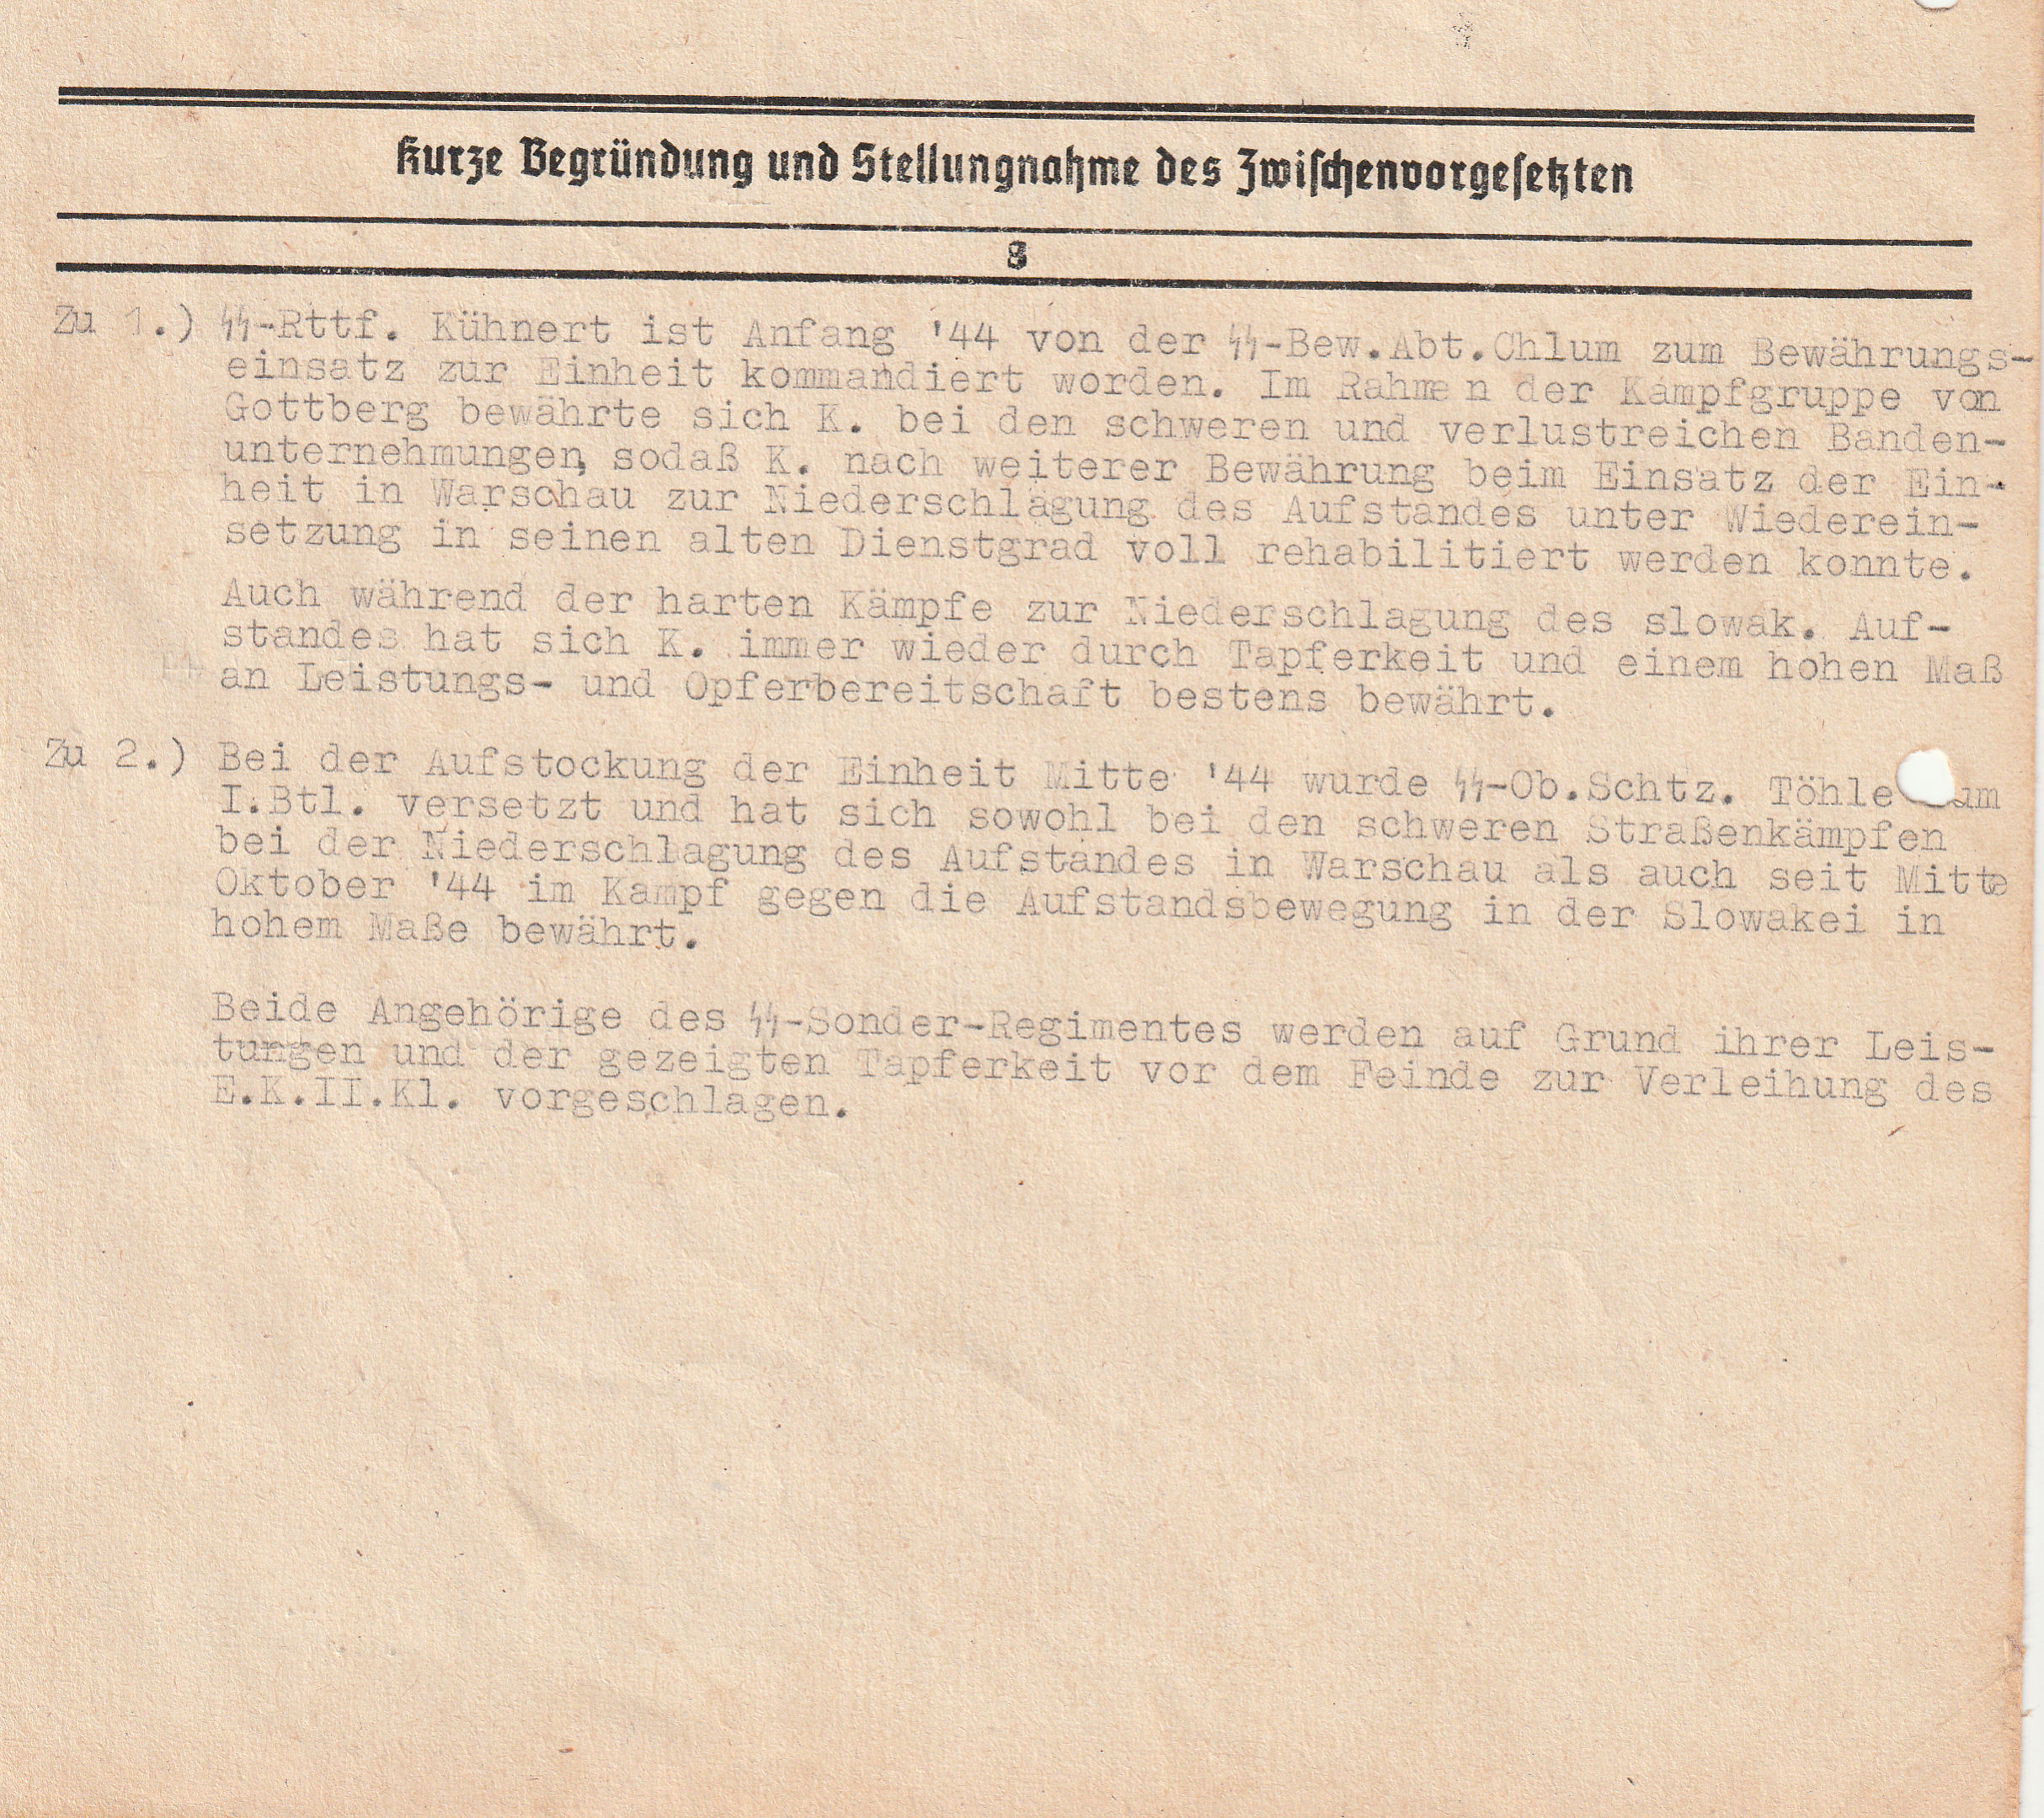 Kurze Begründung und Stellungnahme des Zwischenvorgesetzten
8
Zu 1.) SS-Rttf. Kühnert ist Anfang '44 von der SS-Bew.Abt.Chlum zum Bewährungs-
einsatz zur Einheit kommandiert worden. Im Rahmen der Kampfgruppe von
Gottberg bewährte sich K. bei den schweren und verlustreichen Banden-
unternehmungen, sodaß K. nach weiterer Bewährung beim Einsatz der Ein-
heit in Warschau zur Niederschlagung des Aufstandes unter Wiederein-
setzung in seinen alten Dienstgrad voll rehabilitiert werden konnte.
Auch während der harten Kämpfe zur Niederschlagung des slowak. Auf-
standes hat sich K. immer wieder durch Tapferkeit und einem hohen Maß
an Leistungs- und Opferbereitschaft bestens bewährt.
Zu 2.) Bei der Aufstockung der Einheit Mitte '44 wurde SS-Ob.Schtz. Töhle um
I.Btl. versetzt und hat sich sowohl bei den schweren Straßenkämpfen
bei der Niederschlagung des Aufstandes in Warschau als auch seit Mitte
Oktober '44 im Kampf gegen die Aufstandsbewegung in der Slowakei in
hohem Maße bewährt.
Beide Angehörige des SS-Sonder-Regimentes werden auf Grund ihrer Leis-
tungen und der gezeigten Tapferkeit vor dem Feinde zur Verleihung des
E.K.II.Kl. vorgeschlagen.